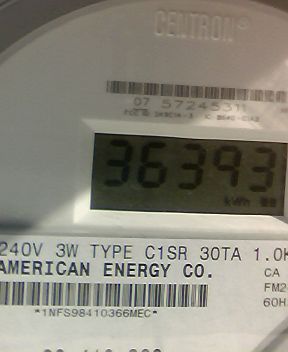 CENTRON®
07 57245311
36393
kWh 88
240V 3W TYPE C1SR 30TA 1.0K
AMERICAN ENERGY CO.
CA
FM2
60H
*1NFS98410366MEC*